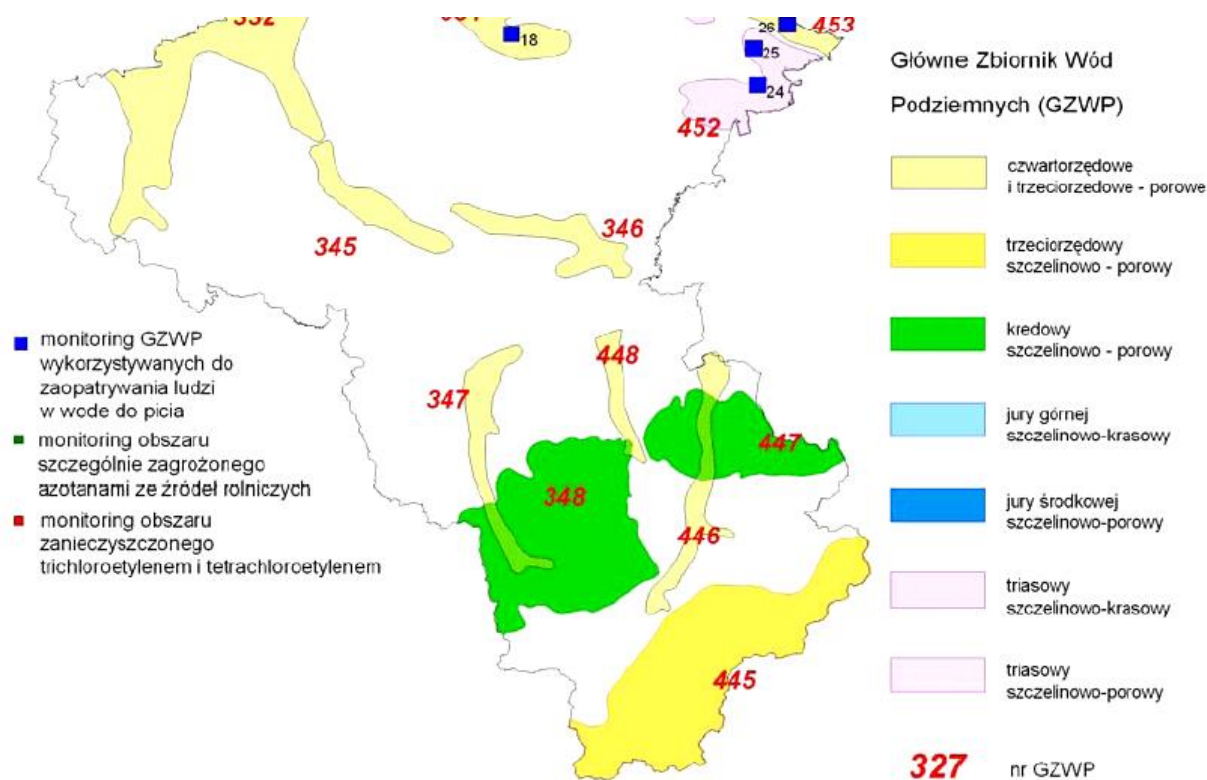 332
18
26
453
25
24
452
345
346
448
347
447
348
446
445
monitoring GZWP
wykorzystywanych do
zaopatrywania ludzi
w wode do picia
monitoring obszaru
szczególnie zagrożonego
azotanami ze źródeł rolniczych
monitoring obszaru
zanieczyszczonego
trichloroetylenem i tetrachloroetylenem
Główne Zbiornik Wód
Podziemnych (GZWP)
czwartorzędowe
i trzeciorzedowe - porowe
trzeciorzędowy
szczelinowo - porowy
kredowy
szczelinowo - porowy
jury górnej
szczelinowo-krasowy
jury środkowej
szczelinowo-porowy
triasowy
szczelinowo-krasowy
triasowy
szczelinowo-porowy
327 nr GZWP